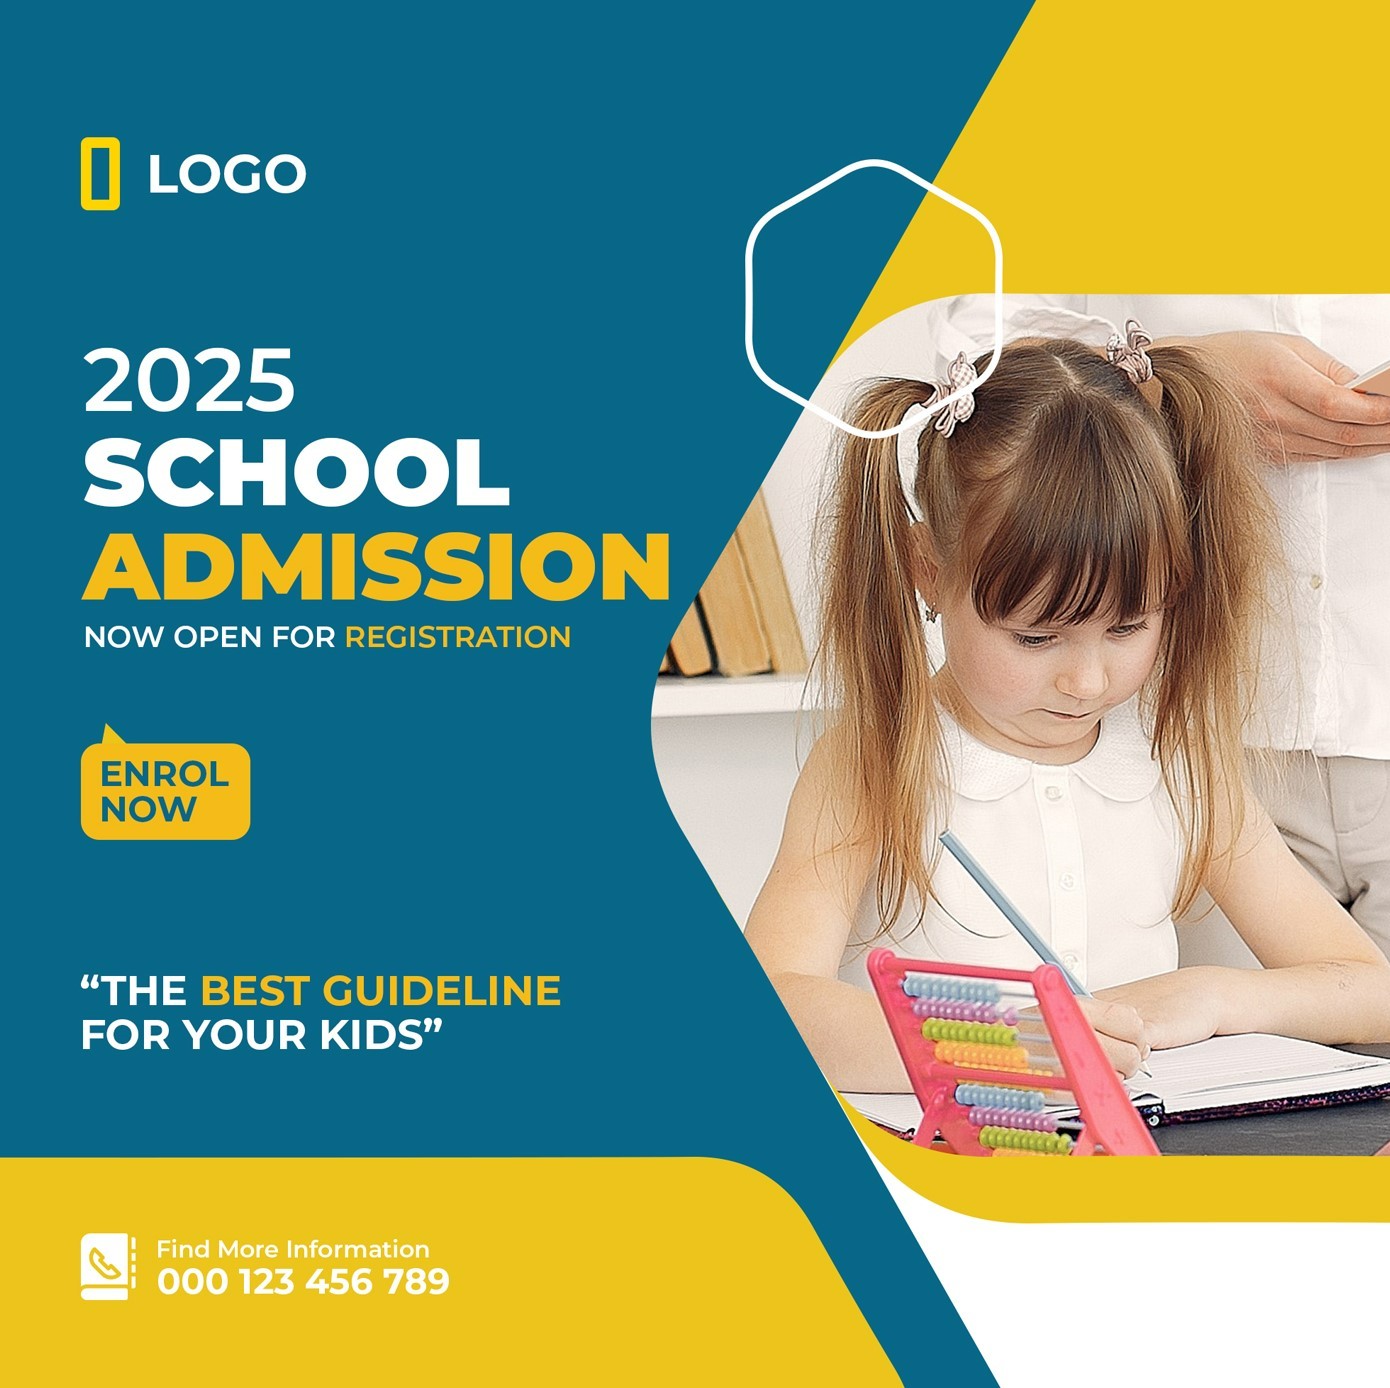 LOGO
2025
SCHOOL
ADMISSION
NOW OPEN FOR REGISTRATION
ENROL
NOW
“THE BEST GUIDELINE
FOR YOUR KIDS”
Find More Information
000 123 456 789